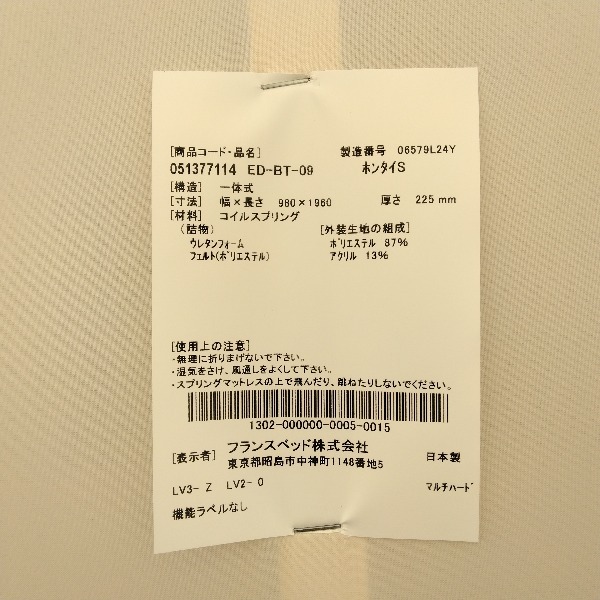 [商品コード・品名] 製造番号 06579L24Y
051377114 ED-BT-09 ホンタイS
[構造] 一体式
[寸法] 幅×長さ 980×1960 厚さ 225 mm
[材料] コイルスプリング
(詰物) [外装生地の組成]
ウレタンフォーム ポリエステル 87%
フェルト(ポリエステル) アクリル 13%
[使用上の注意]
・無理に折りまげないで下さい。
・湿気をさけ、風通しをよくして下さい。
・スプリングマットレスの上で飛んだり、跳ねたりしないでください。
1302-000000-0005-0015
[表示者] フランスベッド株式会社
東京都昭島市中神町1148番地5 日本製
LV3- Z LV2- 0 マルチハード
機能ラベルなし